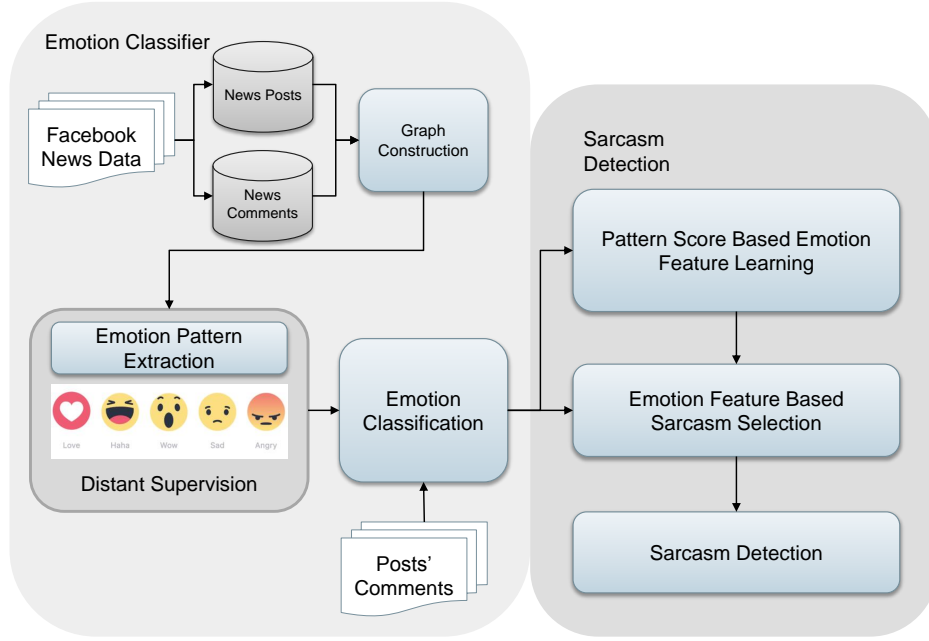 Emotion Classifier
Facebook
News Data
News Posts
News
Comments
Graph
Construction
Emotion Pattern
Extraction
Love
Haha
Wow
Sad
Angry
Distant Supervision
Emotion
Classification
Posts’
Comments
Sarcasm
Detection
Pattern Score Based Emotion
Feature Learning
Emotion Feature Based
Sarcasm Selection
Sarcasm Detection